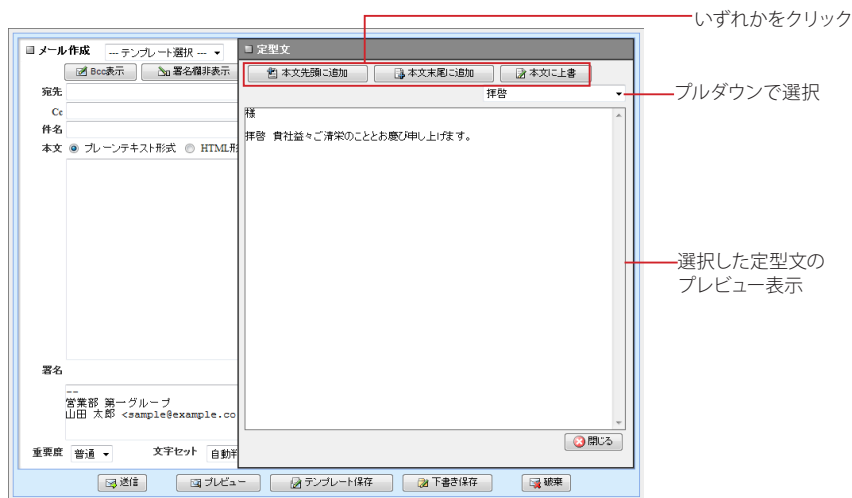 いずれかをクリック
メール作成 --- テンプレート選択 ---
定型文
Bcc表示 署名欄非表示
本文先頭に追加 本文末尾に追加 本文に上書
宛先
拝啓
プルダウンで選択
Cc
様
件名
拝啓 貴社益々ご清栄のこととお慶び申し上げます。
本文 プレーンテキスト形式 HTML形
選択した定型文の
プレビュー表示
署名
--
営業部 第一グループ
山田 太郎 <sample@example.co
閉じる
重要度 普通 文字セット 自動判
送信 プレビュー テンプレート保存 下書き保存 破棄